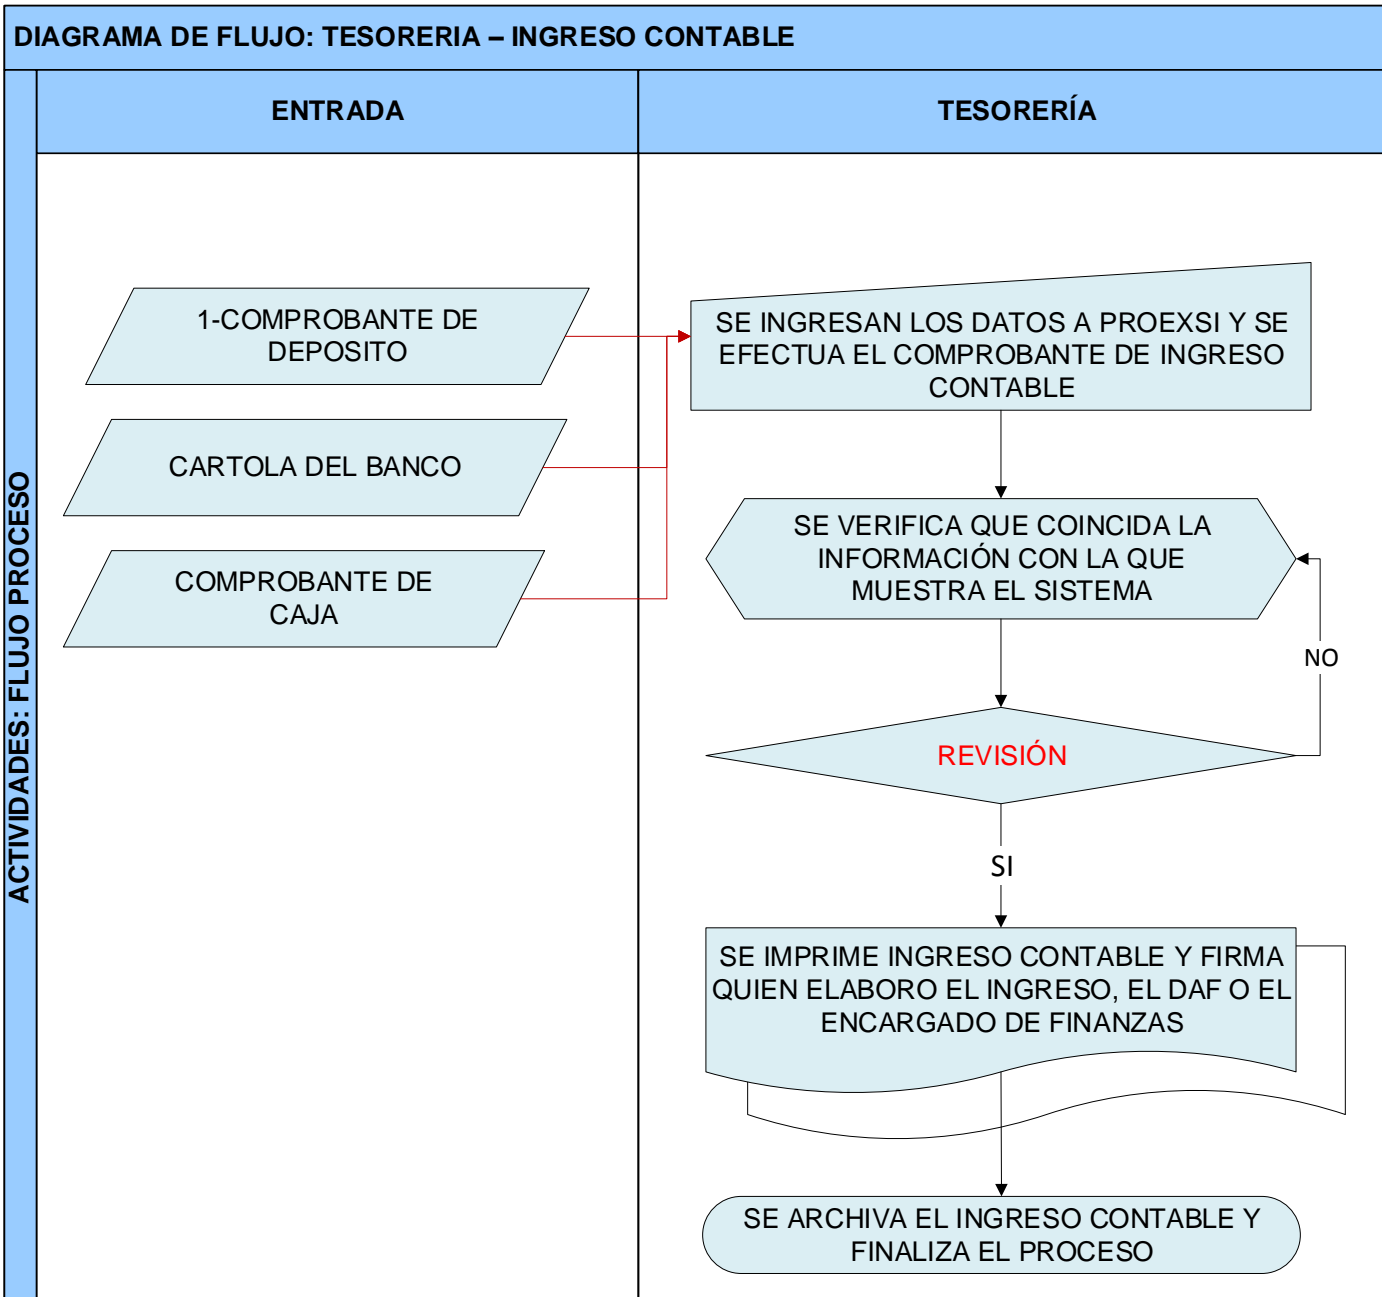 DIAGRAMA DE FLUJO: TESORERIA – INGRESO CONTABLE
ENTRADA
TESORERÍA
ACTIVIDADES: FLUJO PROCESO
1-COMPROBANTE DE
DEPOSITO
CARTOLA DEL BANCO
COMPROBANTE DE
CAJA
SE INGRESAN LOS DATOS A PROEXSI Y SE
EFECTUA EL COMPROBANTE DE INGRESO
CONTABLE
SE VERIFICA QUE COINCIDA LA
INFORMACIÓN CON LA QUE
MUESTRA EL SISTEMA
NO
REVISIÓN
SI
SE IMPRIME INGRESO CONTABLE Y FIRMA
QUIEN ELABORO EL INGRESO, EL DAF O EL
ENCARGADO DE FINANZAS
SE ARCHIVA EL INGRESO CONTABLE Y
FINALIZA EL PROCESO